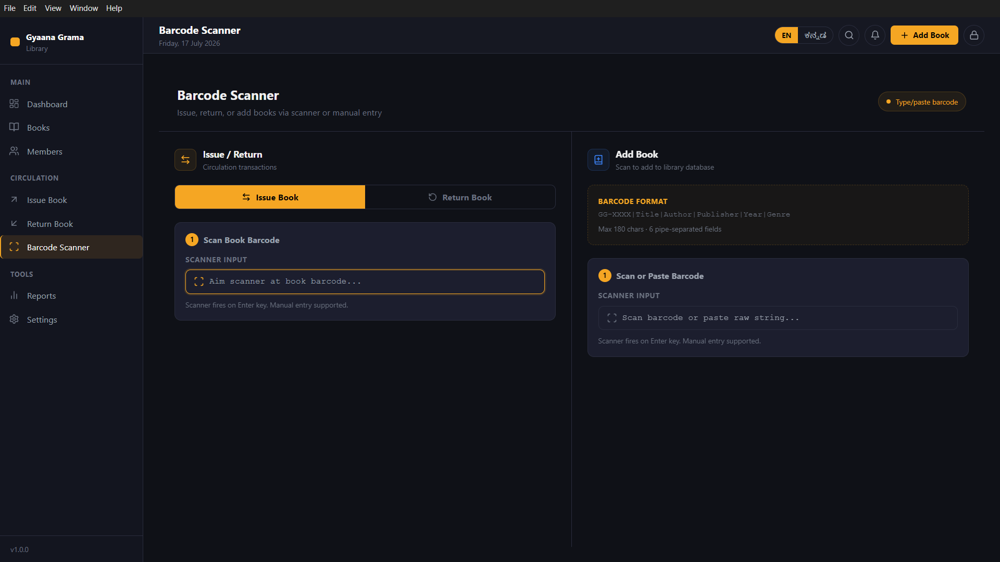 File Edit View Window Help
Gyaana Grama
Library
MAIN
Dashboard
Books
Members
CIRCULATION
Issue Book
Return Book
Barcode Scanner
TOOLS
Reports
Settings
v1.0.0
Barcode Scanner
Friday, 17 July 2026
EN ಕನ್ನಡ
Add Book
Barcode Scanner
Issue, return, or add books via scanner or manual entry
Type/paste barcode
Issue / Return
Circulation transactions
Issue Book Return Book
1 Scan Book Barcode
SCANNER INPUT
Aim scanner at book barcode...
Scanner fires on Enter key. Manual entry supported.
Add Book
Scan to add to library database
BARCODE FORMAT
GG-XXXX|Title|Author|Publisher|Year|Genre
Max 180 chars · 6 pipe-separated fields
1 Scan or Paste Barcode
SCANNER INPUT
Scan barcode or paste raw string...
Scanner fires on Enter key. Manual entry supported.